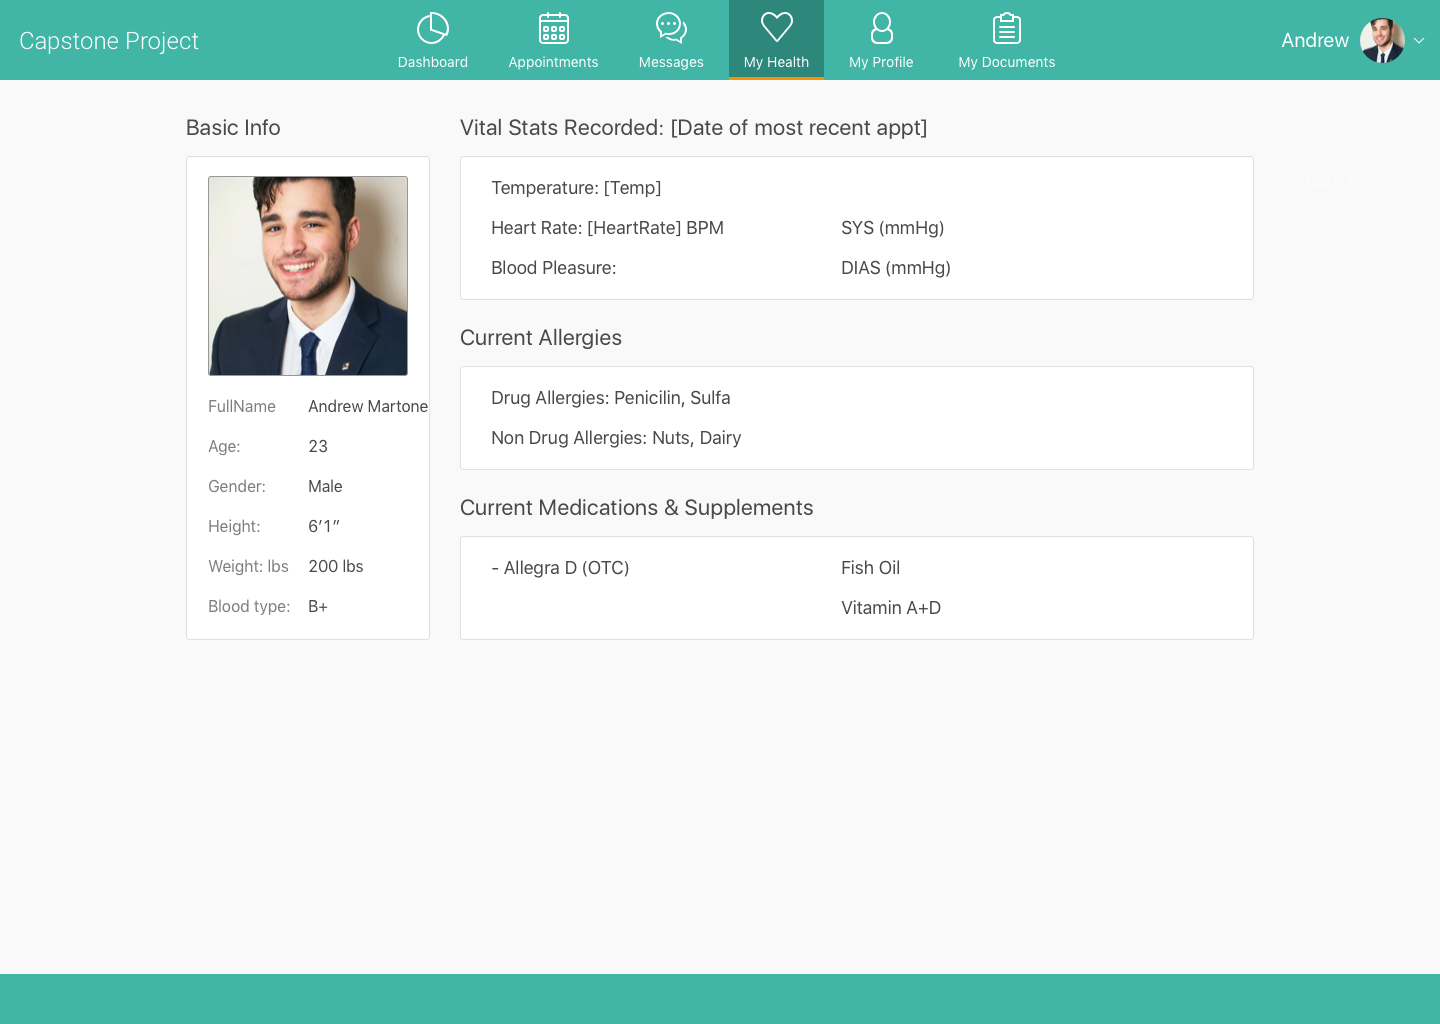 Capstone Project
Dashboard
Appointments
Messages
My Health
My Profile
My Documents
Andrew
Basic Info
FullName Andrew Martone
Age: 23
Gender: Male
Height: 6’1”
Weight: lbs 200 lbs
Blood type: B+
Vital Stats Recorded: [Date of most recent appt]
Temperature: [Temp]
Heart Rate: [HeartRate] BPM SYS (mmHg)
Blood Pleasure: DIAS (mmHg)
Current Allergies
Drug Allergies: Penicilin, Sulfa
Non Drug Allergies: Nuts, Dairy
Current Medications & Supplements
- Allegra D (OTC) Fish Oil
Vitamin A+D